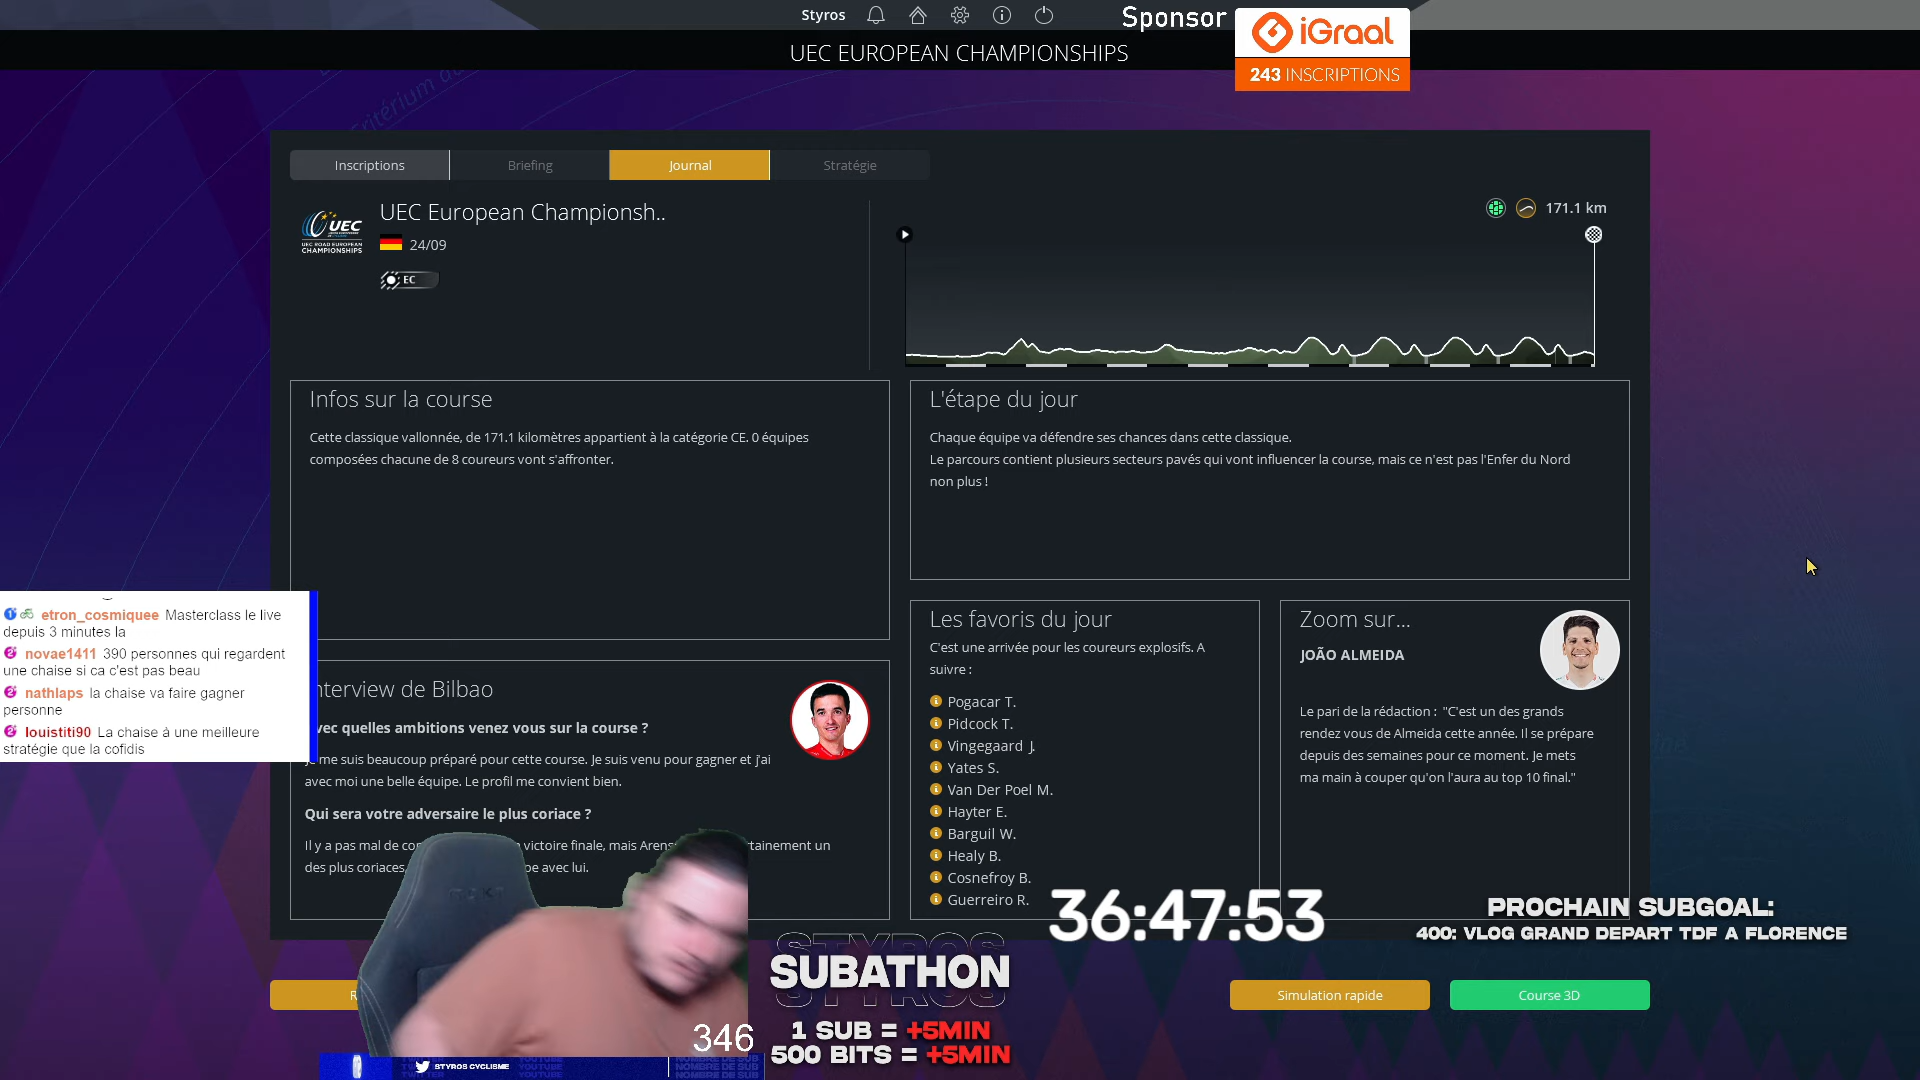 Styros
Sponsor
iGraal
243 INSCRIPTIONS
UEC EUROPEAN CHAMPIONSHIPS
Inscriptions
Briefing
Journal
Stratégie
UEC
UEC ROAD EUROPEAN
CHAMPIONSHIPS
UEC European Championsh..
24/09
EC
171.1 km
Infos sur la course
Cette classique vallonnée, de 171.1 kilomètres appartient à la catégorie CE. 0 équipes
composées chacune de 8 coureurs vont s'affronter.
L'étape du jour
Chaque équipe va défendre ses chances dans cette classique.
Le parcours contient plusieurs secteurs pavés qui vont influencer la course, mais ce n'est pas l'Enfer du Nord
non plus !
etron_cosmiquee Masterclass le live
depuis 3 minutes la
novae1411 390 personnes qui regardent
une chaise si ca c'est pas beau
nathlaps la chaise va faire gagner
personne
louistiti90 La chaise à une meilleure
stratégie que la cofidis
nterview de Bilbao
vec quelles ambitions venez vous sur la course ?
me suis beaucoup préparé pour cette course. Je suis venu pour gagner et j'ai
avec moi une belle équipe. Le profil me convient bien.
Qui sera votre adversaire le plus coriace ?
Il y a pas mal de victoire finale, mais tainement un
des plus coriaces avec lui.
Les favoris du jour
C'est une arrivée pour les coureurs explosifs. A
suivre :
Pogacar T.
Pidcock T.
Vingegaard J.
Yates S.
Van Der Poel M.
Hayter E.
Barguil W.
Healy B.
Cosnefroy B.
Guerreiro R.
Zoom sur...
JOÃO ALMEIDA
Le pari de la rédaction : "C'est un des grands
rendez vous de Almeida cette année. Il se prépare
depuis des semaines pour ce moment. Je mets
ma main à couper qu'on l'aura au top 10 final."
36:47:53
PROCHAIN SUBGOAL:
400: VLOG GRAND DEPART TDF A FLORENCE
STYROS
SUBATHON
STYROS
1 SUB = +5MIN
500 BITS = +5MIN
346
Simulation rapide
Course 3D
STYROS CYCLISME